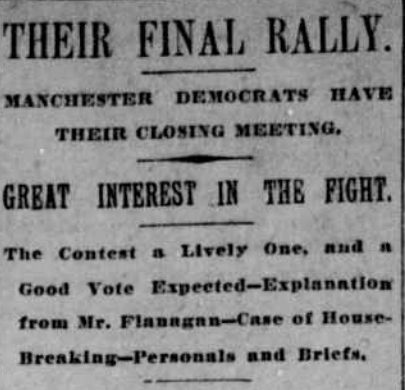 THEIR FINAL RALLY.
MANCHESTER DEMOCRATS HAVE
THEIR CLOSING MEETING.
GREAT INTEREST IN THE FIGHT.
The Contest a Lively One, and a
Good Vote Expected—Explanation
from Mr. Flanagan—Case of House-
Breaking—Personals and Briefs.